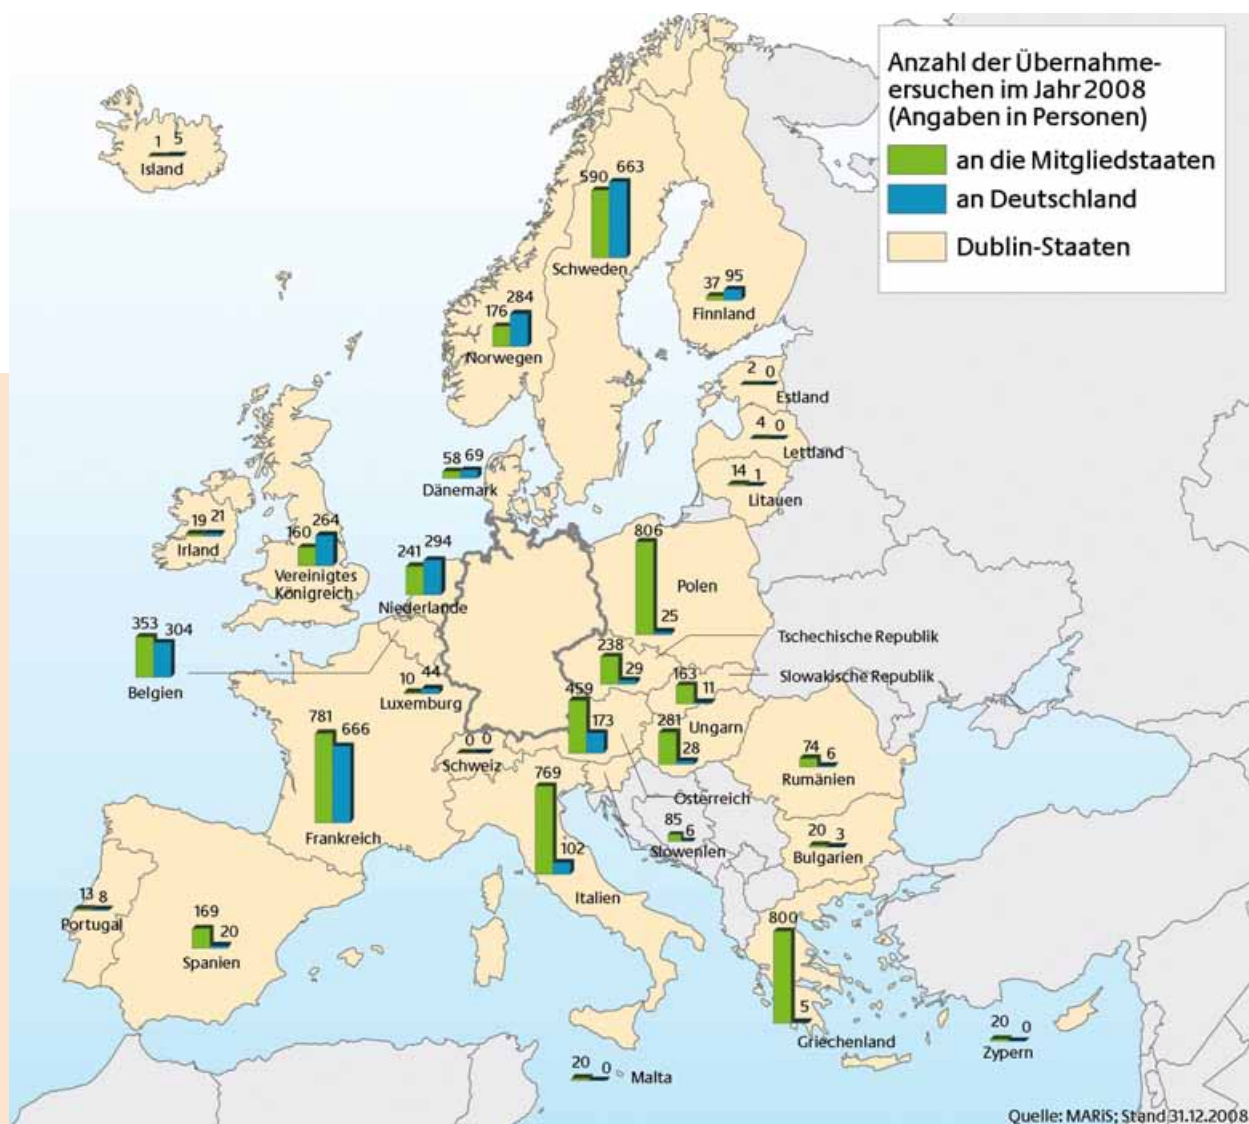 Anzahl der Übernahme-
ersuchen im Jahr 2008
(Angaben in Personen)
an die Mitgliedstaaten
an Deutschland
Dublin-Staaten
1 5
Island
590 663
Schweden
37 95
Finnland
176 284
Norwegen
2 0
Estland
4 0
Lettland
14 1
Litauen
58 69
Dänemark
19 21
Irland
160 264
Vereinigtes
Königreich
241 294
Niederlande
806
25
Polen
353 304
Belgien
Tschechische Republik
238
29
Slowakische Republik
163
11
10 44
Luxemburg
459
173
Österreich
281
28
Ungarn
74 6
Rumänien
781
666
Frankreich
0 0
Schweiz
769
102
Italien
85
6
Slowenien
20 3
Bulgarien
13 8
Portugal
169
20
Spanien
800
5
Griechenland
20 0
Zypern
20 0
Malta
Quelle: MARiS; Stand 31.12.2008